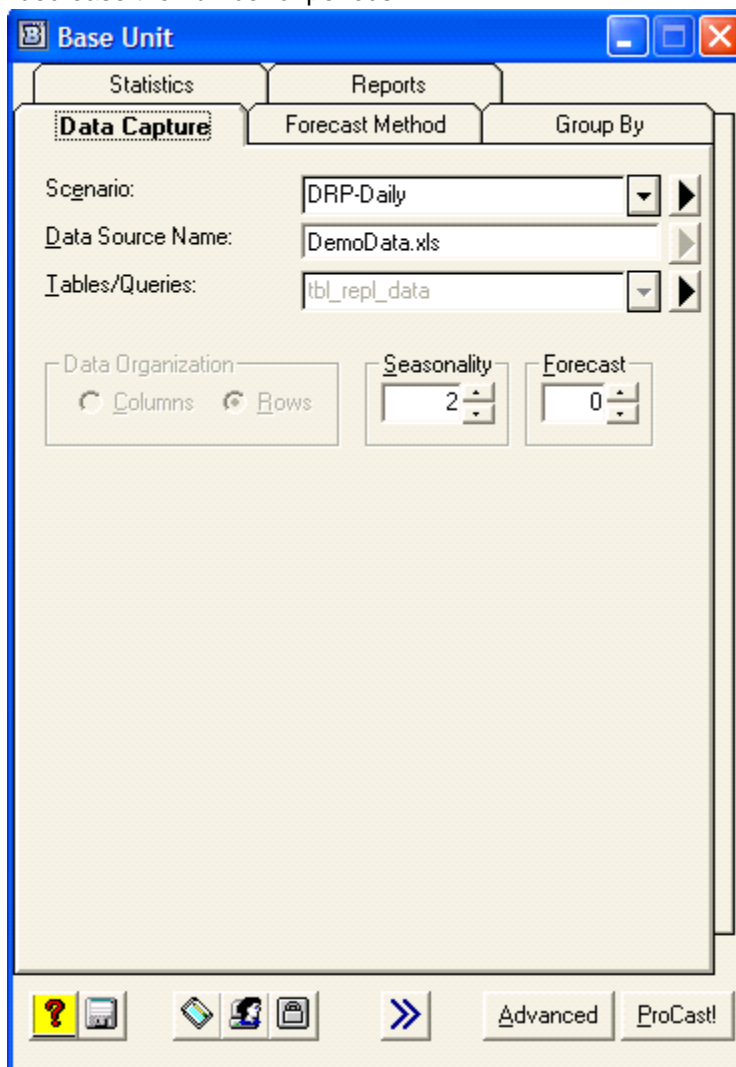 Base Unit
Statistics Reports
Data Capture Forecast Method Group By
Scenario: DRP-Daily
Data Source Name: DemoData.xls
Tables/Queries: tbl_repl_data
Data Organization Seasonality Forecast
Columns Rows 2 0
? Advanced ProCast!